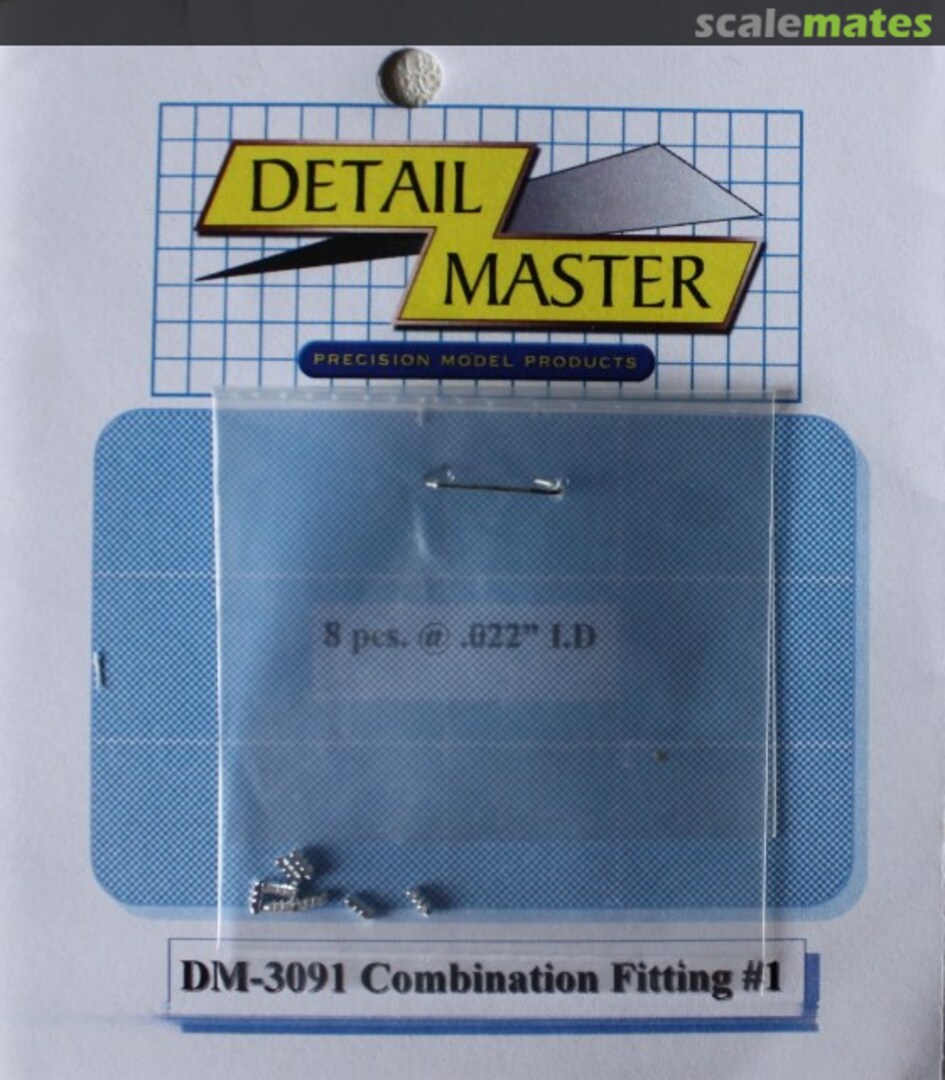 scalemates
DETAIL
MASTER
PRECISION MODEL PRODUCTS
8 pcs. @ .022” I.D
DM-3091 Combination Fitting #1